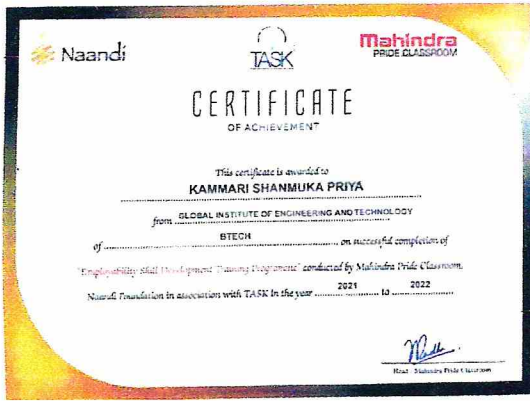 Naandi
TASK
Mahindra
PRIDE CLASSROOM
CERTIFICATE
OF ACHIEVEMENT
This certificate is awarded to
KAMMARI SHANMUKA PRIYA
from GLOBAL INSTITUTE OF ENGINEERING AND TECHNOLOGY
of BTECH on successful completion of
"Employability Skill Development Training Programme" conducted by Mahindra Pride Classroom,
Naandi Foundation in association with TASK in the year 2021 to 2022
Head - Mahindra Pride Classroom